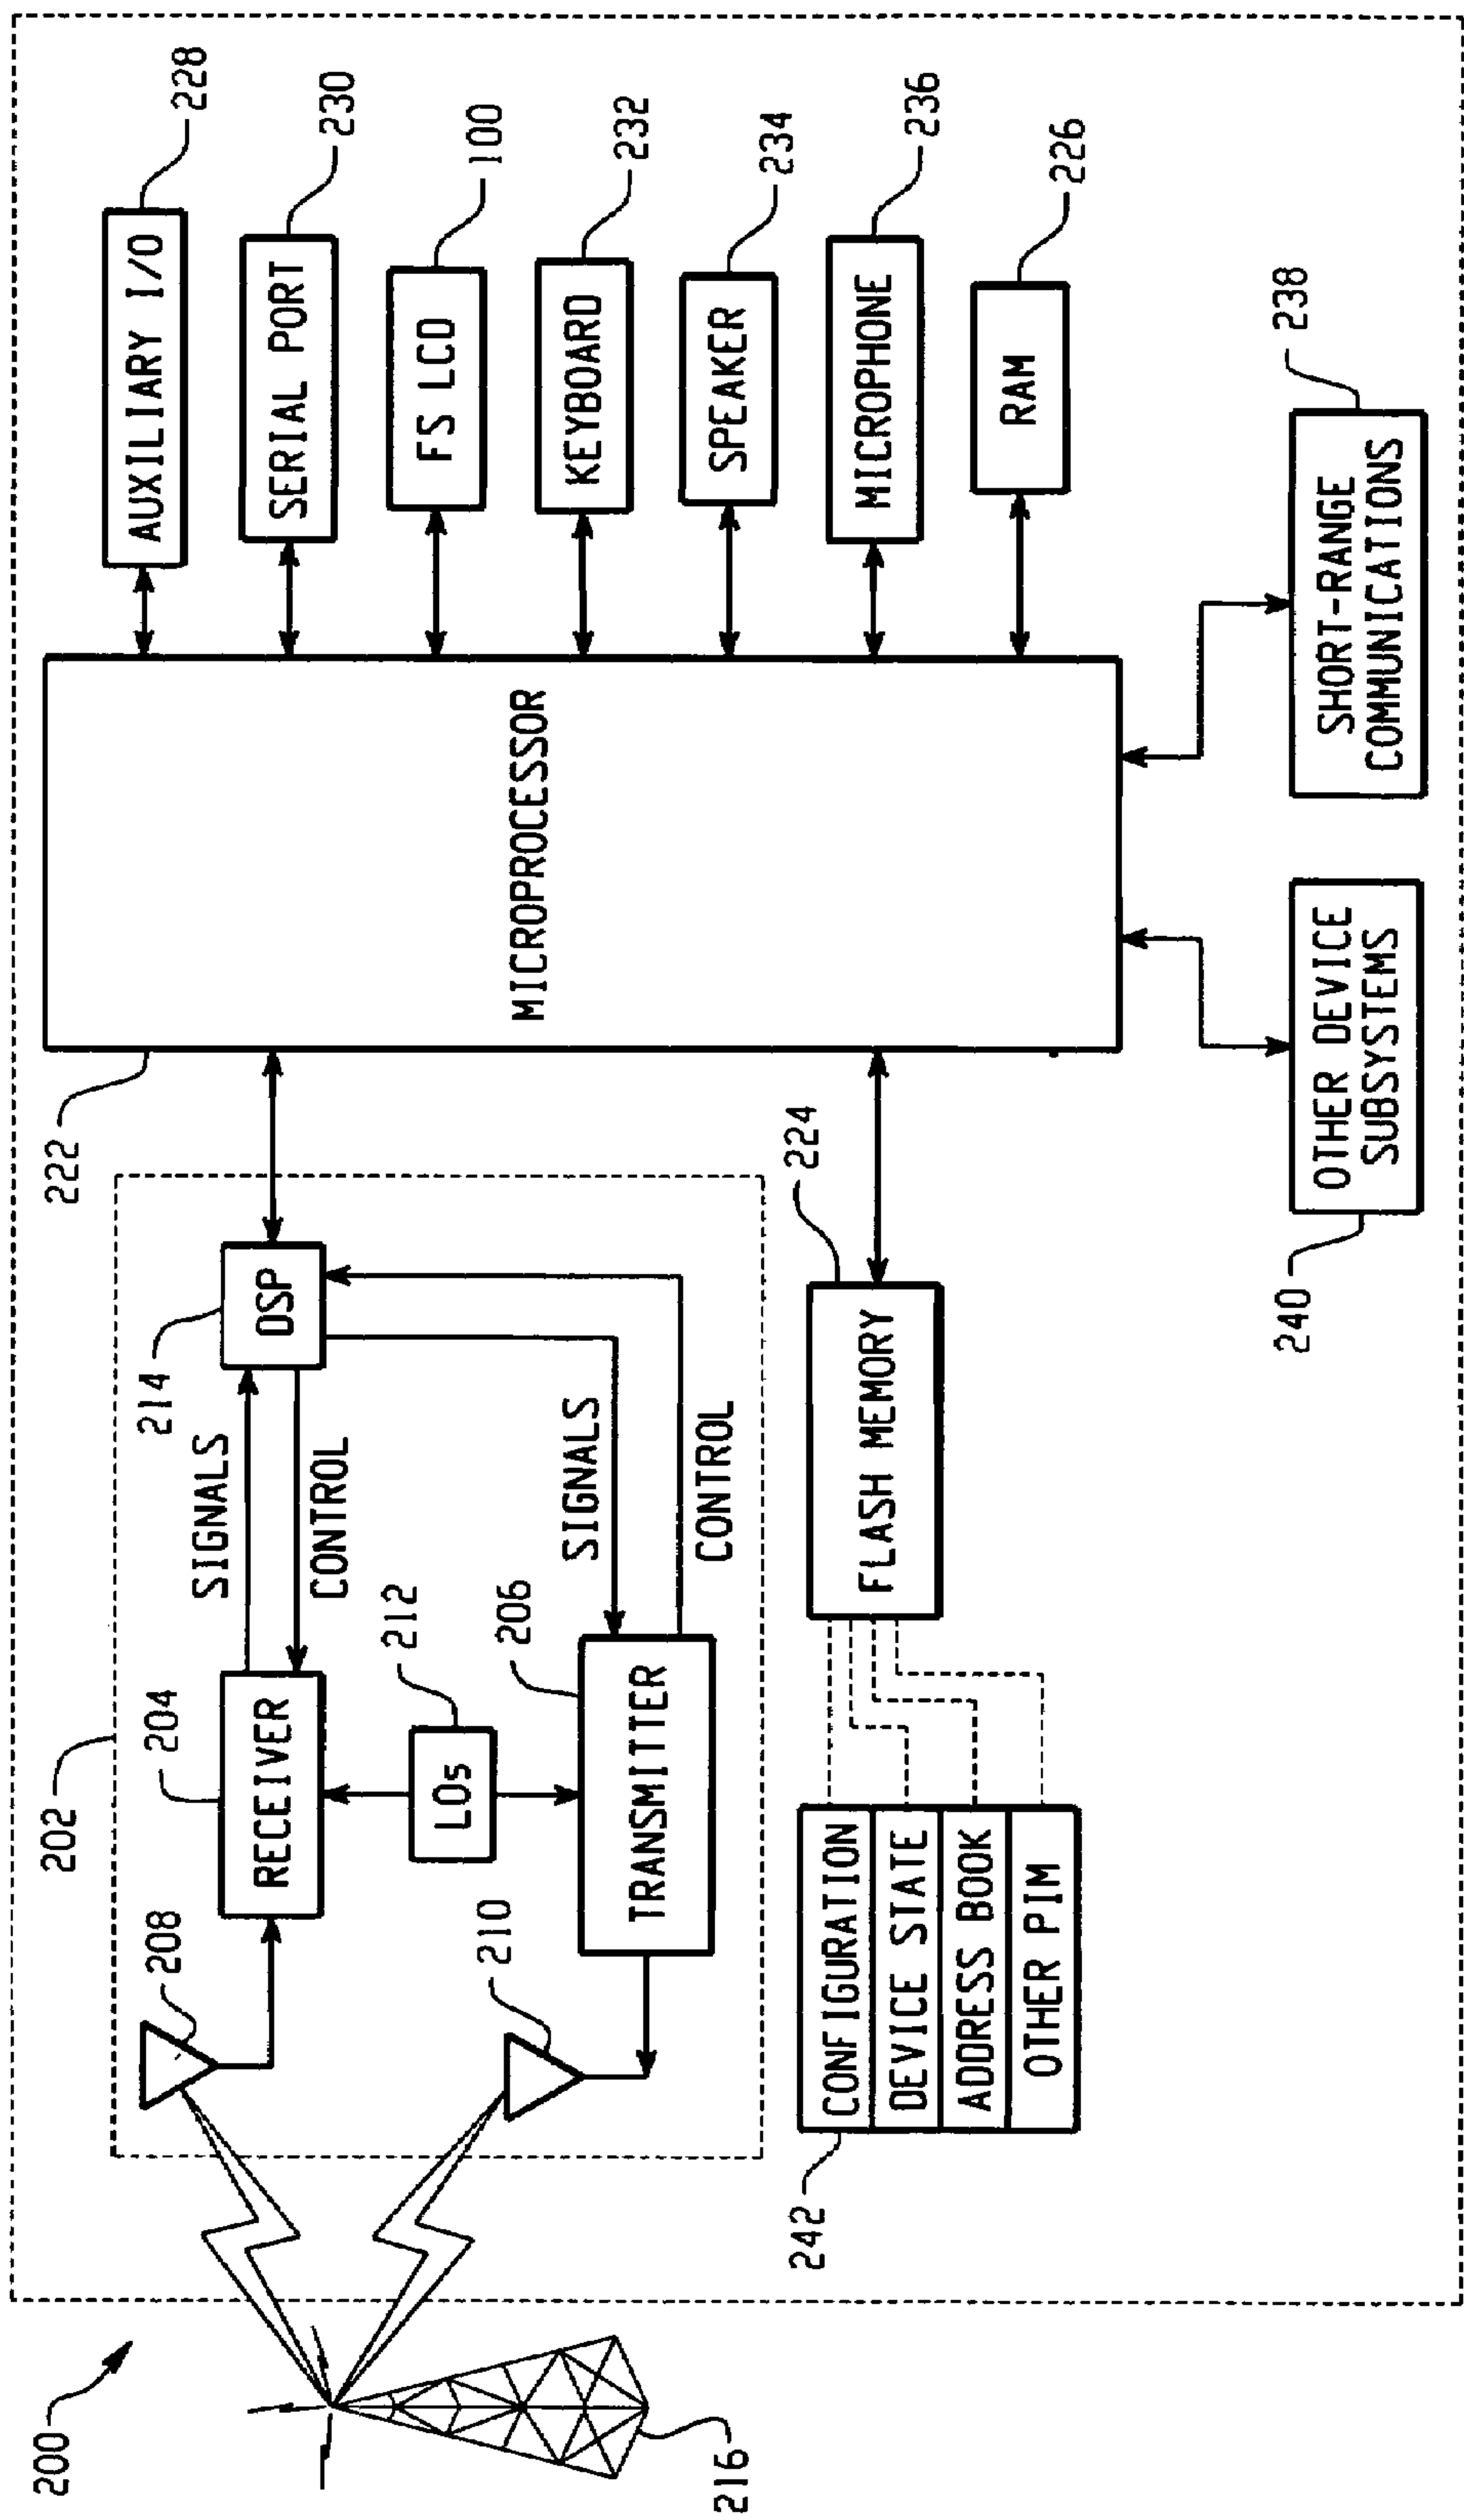 200
216
202
208
204
RECEIVER
SIGNALS
CONTROL
214
DSP
212
LOs
210
206
TRANSMITTER
SIGNALS
CONTROL
222
MICROPROCESSOR
AUXILIARY I/O
228
SERIAL PORT
230
FS LCD
100
KEYBOARD
232
SPEAKER
234
MICROPHONE
236
RAM
226
224
FLASH MEMORY
242
CONFIGURATION
DEVICE STATE
ADDRESS BOOK
OTHER PIM
240
OTHER DEVICE
SUBSYSTEMS
SHORT-RANGE
COMMUNICATIONS
238